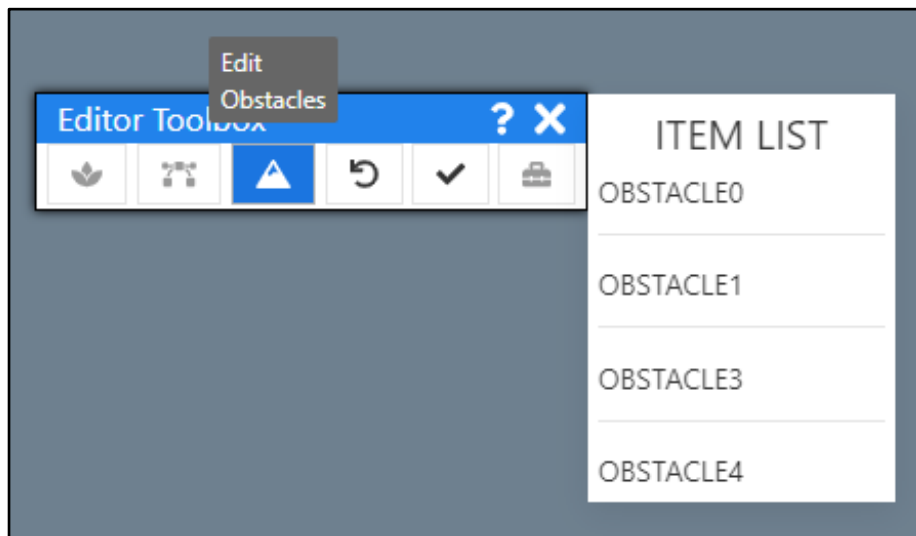 Edit
Obstacles
Editor Toolbox
ITEM LIST
OBSTACLE0
OBSTACLE1
OBSTACLE3
OBSTACLE4